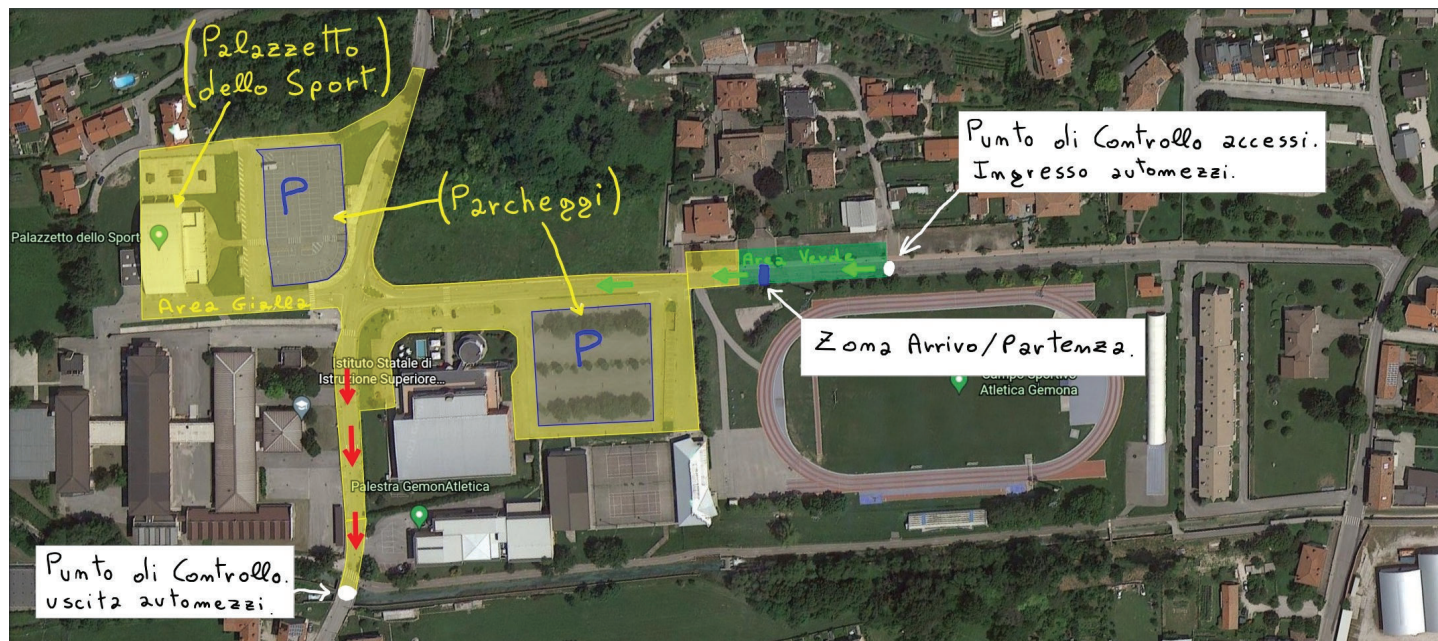 (Palazzetto
dello Sport.)
Punto di Controllo accessi.
Ingresso automezzi.
P
(Parcheggi)
Palazzetto dello Sport
Area Verde
Area Gialla
Zona Arrivo/Partenza.
P
Istituto Statale di
Istruzione Superiore...
Campo Sportivo
Atletica Gemona
Palestra GemonAtletica
Punto di Controllo.
uscita automezzi.